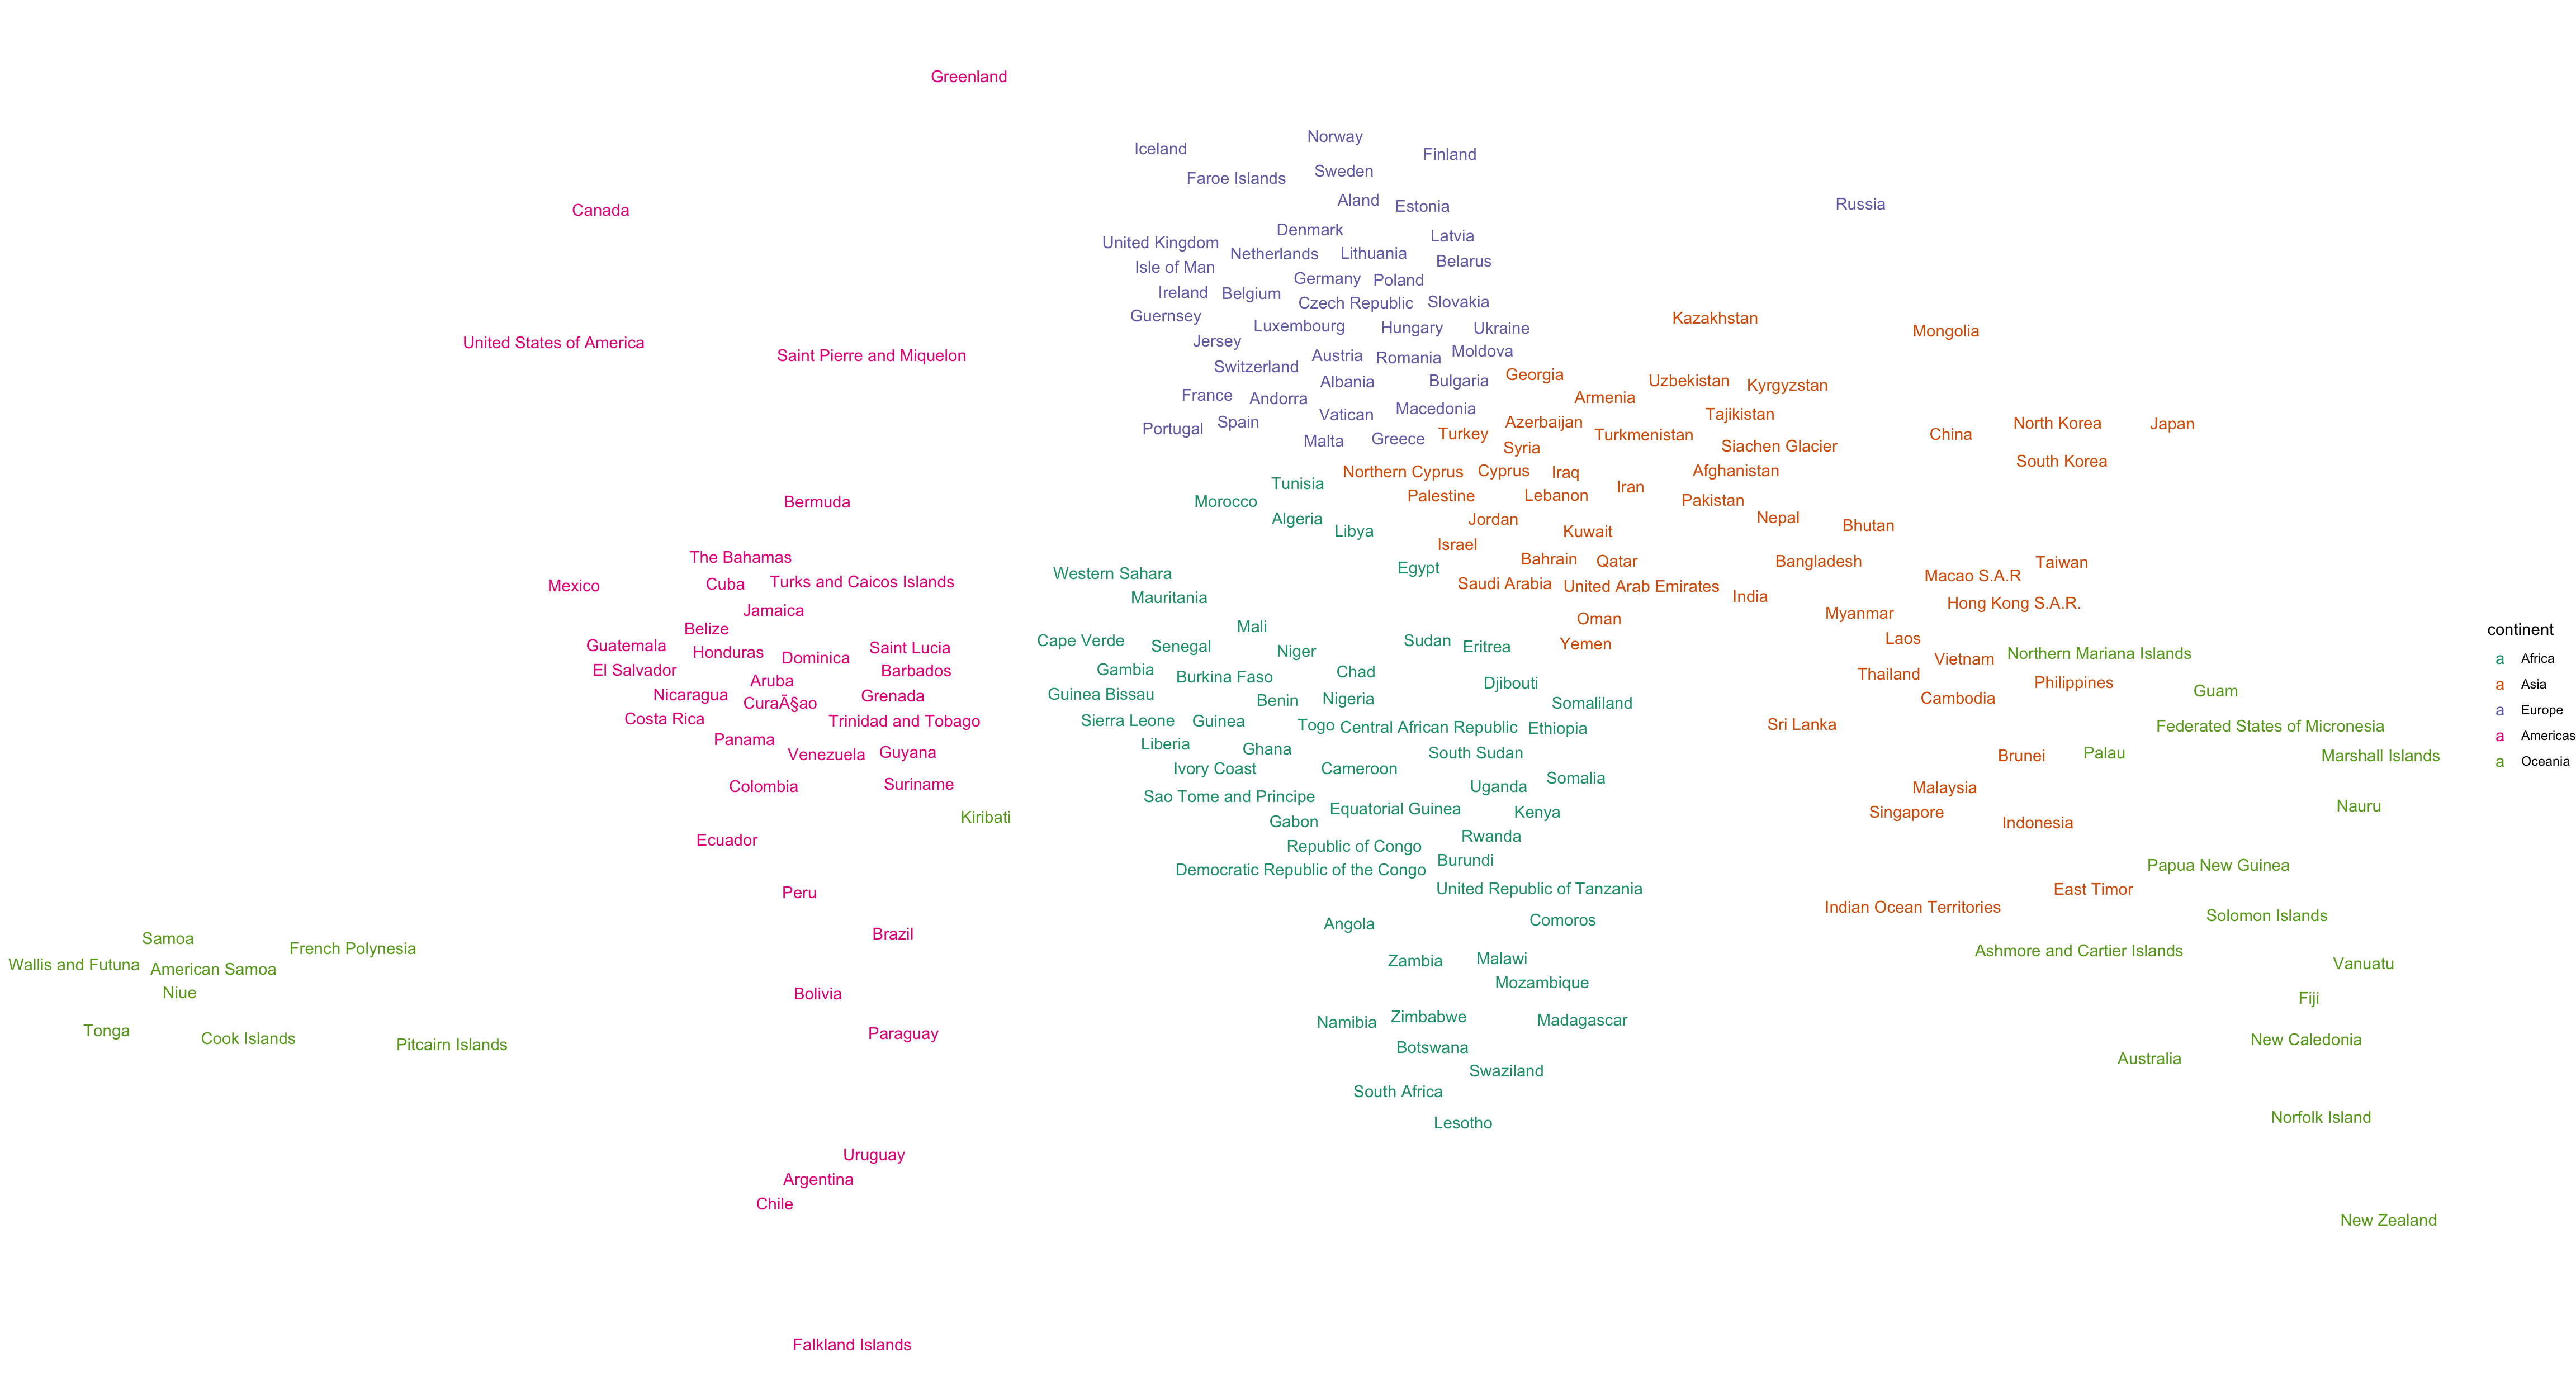 Greenland
Norway
Iceland
Finland
Sweden
Faroe Islands
Aland
Estonia
Russia
Canada
Denmark
Latvia
United Kingdom
Netherlands
Lithuania
Belarus
Isle of Man
Germany
Poland
Ireland
Belgium
Czech Republic
Slovakia
Guernsey
Kazakhstan
Luxembourg
Hungary
Ukraine
Mongolia
United States of America
Jersey
Saint Pierre and Miquelon
Austria
Romania
Moldova
Switzerland
Georgia
Albania
Bulgaria
Uzbekistan
Kyrgyzstan
France
Andorra
Armenia
Vatican
Macedonia
Tajikistan
Portugal
Spain
Azerbaijan
North Korea
Japan
Malta
Greece
Turkey
Turkmenistan
China
Syria
Siachen Glacier
South Korea
Northern Cyprus
Cyprus
Iraq
Afghanistan
Tunisia
Iran
Palestine
Lebanon
Bermuda
Morocco
Pakistan
Algeria
Jordan
Nepal
Libya
Kuwait
Bhutan
Israel
The Bahamas
Bahrain
Qatar
Bangladesh
Taiwan
Western Sahara
Egypt
Macao S.A.R
Mexico
Cuba
Turks and Caicos Islands
Saudi Arabia
United Arab Emirates
Mauritania
India
Hong Kong S.A.R.
Jamaica
Myanmar
Oman
Belize
Mali
continent
Guatemala
Honduras
Saint Lucia
Cape Verde
Senegal
Sudan
Eritrea
Yemen
Laos
Dominica
Niger
Vietnam
Northern Mariana Islands
a Africa
El Salvador
Barbados
Gambia
Burkina Faso
Chad
Thailand
Aruba
Djibouti
Philippines
a Asia
Nicaragua
Curaçao
Grenada
Guinea Bissau
Benin
Nigeria
Somaliland
Cambodia
Guam
a Europe
Costa Rica
Trinidad and Tobago
Sierra Leone
Guinea
Togo
Central African Republic
Ethiopia
Sri Lanka
Federated States of Micronesia
a Americas
Panama
Venezuela
Guyana
Liberia
Ghana
South Sudan
Brunei
Palau
Marshall Islands
a Oceania
Ivory Coast
Cameroon
Somalia
Colombia
Suriname
Uganda
Malaysia
Sao Tome and Principe
Equatorial Guinea
Nauru
Kiribati
Gabon
Kenya
Singapore
Indonesia
Ecuador
Republic of Congo
Rwanda
Burundi
Democratic Republic of the Congo
Papua New Guinea
Peru
United Republic of Tanzania
East Timor
Indian Ocean Territories
Brazil
Angola
Comoros
Solomon Islands
Samoa
French Polynesia
Ashmore and Cartier Islands
Wallis and Futuna
American Samoa
Zambia
Malawi
Vanuatu
Niue
Bolivia
Mozambique
Fiji
Tonga
Cook Islands
Pitcairn Islands
Paraguay
Namibia
Zimbabwe
Madagascar
New Caledonia
Botswana
Australia
Swaziland
South Africa
Lesotho
Norfolk Island
Uruguay
Argentina
Chile
New Zealand
Falkland Islands